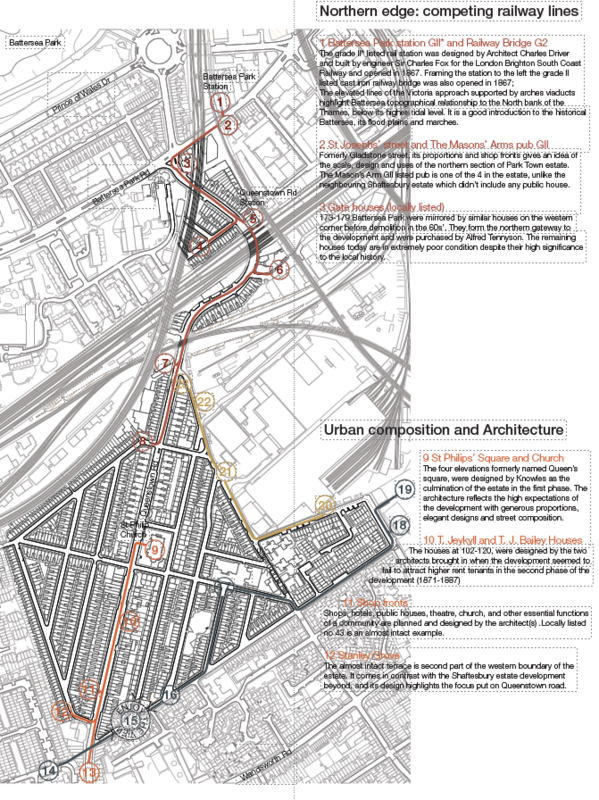 Northern edge: competing railway lines
1 Battersea Park station GII* and Railway Bridge G2
The grade II* listed rail station was designed by Architect Charles Driver
and built by engineer Sir Charles Fox for the London Brighton South Coast
Railway and opened in 1867. Framing the station to the left the grade II
listed cast iron railway bridge was also opened in 1867;
The elevated lines of the Victoria approach supported by arches viaducts
highlight Battersea topographical relationship to the North bank of the
Thames, below its highest tidal level. It is a good introduction to the historical
Battersea, its flood plains and marches.
2 St Josephs' street and The Masons' Arms pub GII
Formerly Gladstone street, its proportions and shop fronts gives an idea of
the scale, design and uses of the northern section of Park Town estate.
The Mason's Arm GII listed pub is one of the 4 in the estate, unlike the
neighbouring Shaftesbury estate which didn't include any public house.
3 Gate houses (locally listed)
173-179 Battersea Park were mirrored by similar houses on the western
corner before demolition in the 60s'. They form the northern gateway to
the development and were purchased by Alfred Tennyson. The remaining
houses today are in extremely poor condition despite their high significance
to the local history.
Urban composition and Architecture
9 St Philips' Square and Church
The four elevations formerly named Queen's
square, were designed by Knowles as the
culmination of the estate in the first phase. The
architecture reflects the high expectations of
the development with generous proportions,
elegant designs and street composition.
10 T. Jeykyll and T. J. Bailey Houses
The houses at 102-120, were designed by the two
architects brought in when the development seemed to
fail to attract higher rent tenants in the second phase of the
development (1871-1887)
11 Shop fronts
Shops, hotels, public houses, theatre, church, and other essential functions
of a community are planned and designed by the architect(s) .Locally listed
no 43 is an almost intact example.
12 Stanley Grove
The almost intact terrace is second part of the western boundary of the
estate. It comes in contrast with the Shaftesbury estate development
beyond, and its design highlights the focus put on Queenstown road.
Battersea Park
Prince of Wales Dr
Battersea Park
Station
1
2
3
Battersea Park Rd
Queenstown Rd
Station
5
4
6
7
22
8
21
20
19
18
St Philip
Church
9
10
11
12
16
15
14
13
Wandsworth Rd